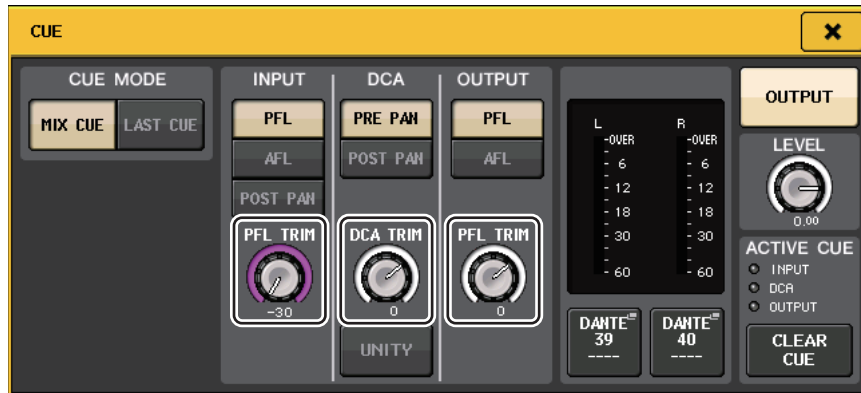 CUE
CUE MODE
MIX CUE
LAST CUE
INPUT
PFL
AFL
POST PAN
PFL TRIM
-30
DCA
PRE PAN
POST PAN
DCA TRIM
0
UNITY
OUTPUT
PFL
AFL
PFL TRIM
0
L R
-OVER -OVER
- 6 - 6
- 12 - 12
- 18 - 18
- 30 - 30
- 60 - 60
DANTE
39
----
DANTE
40
----
OUTPUT
LEVEL
0.00
ACTIVE CUE
INPUT
DCA
OUTPUT
CLEAR
CUE